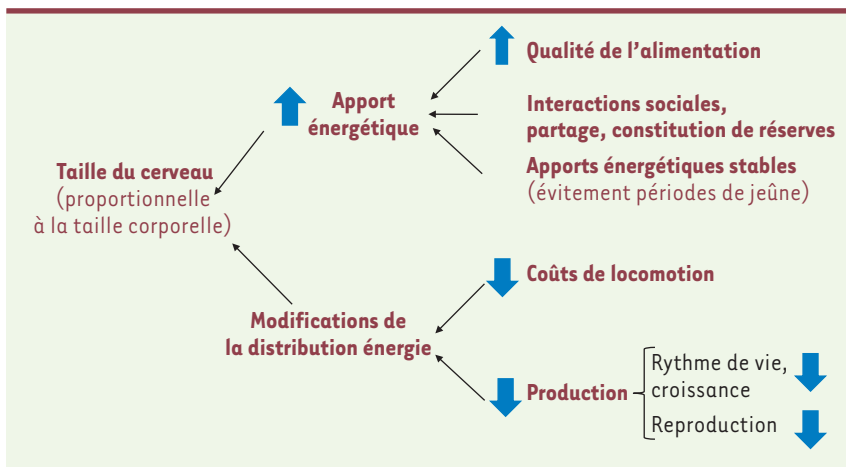 Qualité de l'alimentation
Apport
énergétique
Interactions sociales,
partage, constitution de réserves
Taille du cerveau
(proportionnelle
à la taille corporelle)
Apports énergétiques stables
(évitement périodes de jeûne)
Coûts de locomotion
Modifications de
la distribution énergie
Production
Rythme de vie,
croissance
Reproduction